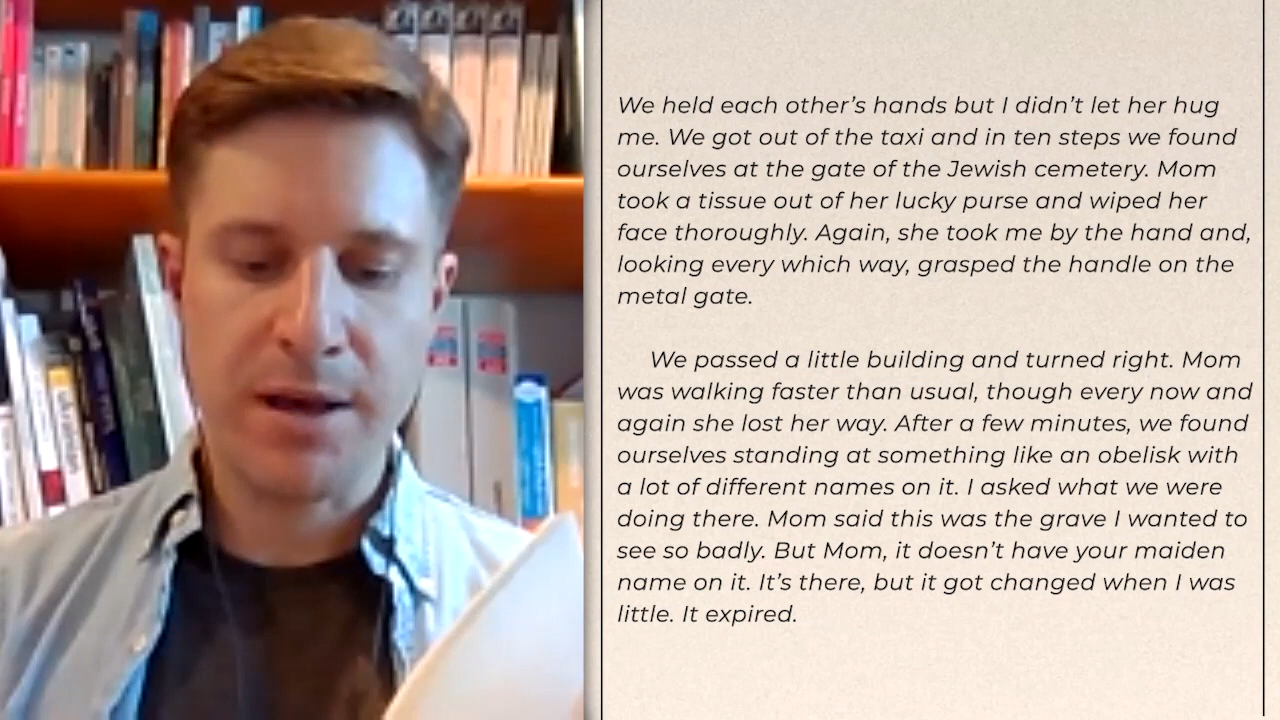 We held each other’s hands but I didn’t let her hug
me. We got out of the taxi and in ten steps we found
ourselves at the gate of the Jewish cemetery. Mom
took a tissue out of her lucky purse and wiped her
face thoroughly. Again, she took me by the hand and,
looking every which way, grasped the handle on the
metal gate.
We passed a little building and turned right. Mom
was walking faster than usual, though every now and
again she lost her way. After a few minutes, we found
ourselves standing at something like an obelisk with
a lot of different names on it. I asked what we were
doing there. Mom said this was the grave I wanted to
see so badly. But Mom, it doesn’t have your maiden
name on it. It’s there, but it got changed when I was
little. It expired.